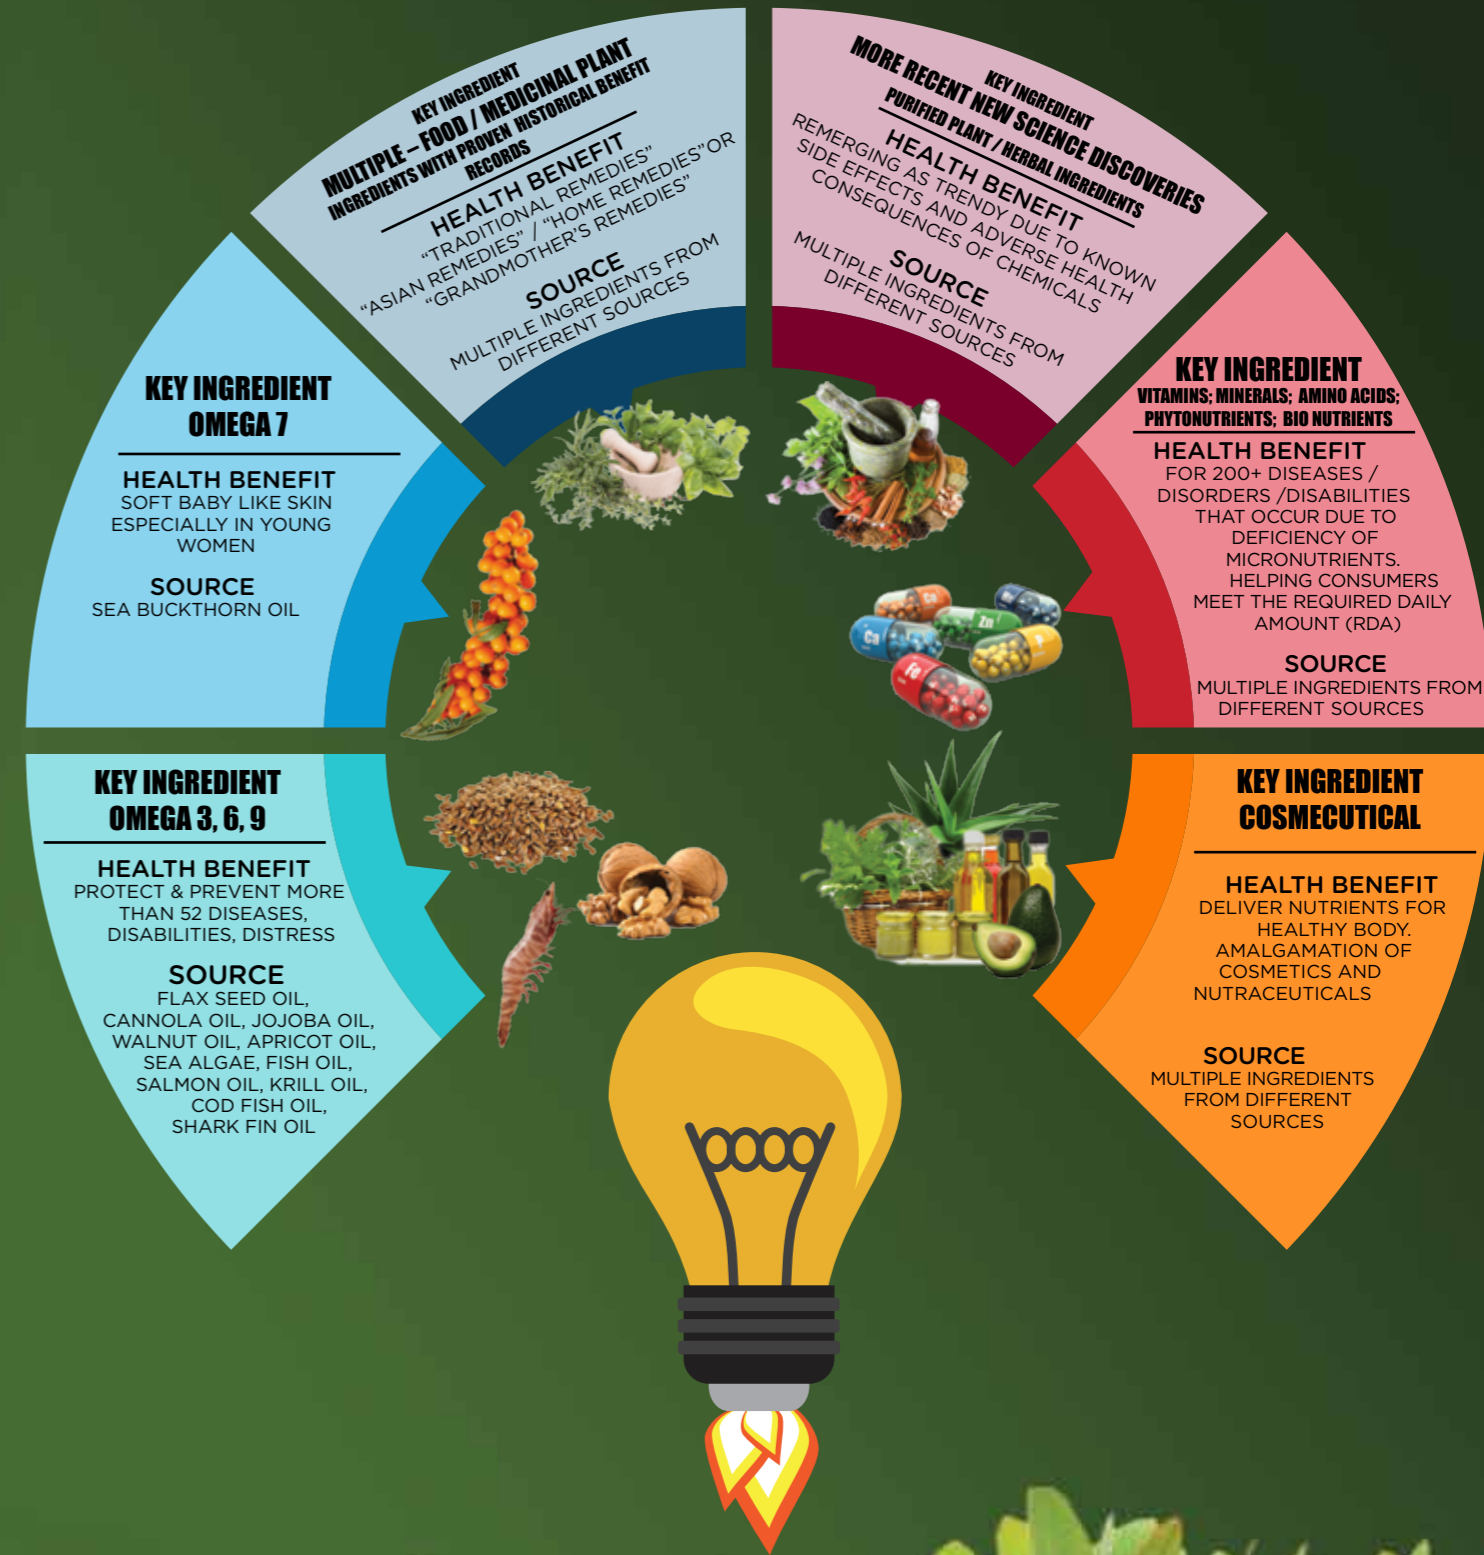 KEY INGREDIENT
OMEGA 3, 6, 9
HEALTH BENEFIT
PROTECT & PREVENT MORE
THAN 52 DISEASES,
DISABILITIES, DISTRESS
SOURCE
FLAX SEED OIL,
CANNOLA OIL, JOJOBA OIL,
WALNUT OIL, APRICOT OIL,
SEA ALGAE, FISH OIL,
SALMON OIL, KRILL OIL,
COD FISH OIL,
SHARK FIN OIL
KEY INGREDIENT
OMEGA 7
HEALTH BENEFIT
SOFT BABY LIKE SKIN
ESPECIALLY IN YOUNG
WOMEN
SOURCE
SEA BUCKTHORN OIL
KEY INGREDIENT
MULTIPLE – FOOD / MEDICINAL PLANT
INGREDIENTS WITH PROVEN HISTORICAL BENEFIT
RECORDS
HEALTH BENEFIT
“TRADITIONAL REMEDIES”
“ASIAN REMEDIES” / “HOME REMEDIES”OR
“GRANDMOTHER’S REMEDIES”
SOURCE
MULTIPLE INGREDIENTS FROM
DIFFERENT SOURCES
KEY INGREDIENT
MORE RECENT NEW SCIENCE DISCOVERIES
PURIFIED PLANT / HERBAL INGREDIENTS
HEALTH BENEFIT
REMERGING AS TRENDY DUE TO KNOWN
SIDE EFFECTS AND ADVERSE HEALTH
CONSEQUENCES OF CHEMICALS
SOURCE
MULTIPLE INGREDIENTS FROM
DIFFERENT SOURCES
KEY INGREDIENT
VITAMINS; MINERALS; AMINO ACIDS;
PHYTONUTRIENTS; BIO NUTRIENTS
HEALTH BENEFIT
FOR 200+ DISEASES /
DISORDERS /DISABILITIES
THAT OCCUR DUE TO
DEFICIENCY OF
MICRONUTRIENTS.
HELPING CONSUMERS
MEET THE REQUIRED DAILY
AMOUNT (RDA)
SOURCE
MULTIPLE INGREDIENTS FROM
DIFFERENT SOURCES
KEY INGREDIENT
COSMECUTICAL
HEALTH BENEFIT
DELIVER NUTRIENTS FOR
HEALTHY BODY.
AMALGAMATION OF
COSMETICS AND
NUTRACEUTICALS
SOURCE
MULTIPLE INGREDIENTS
FROM DIFFERENT
SOURCES
Ca
Zn
Fe
P